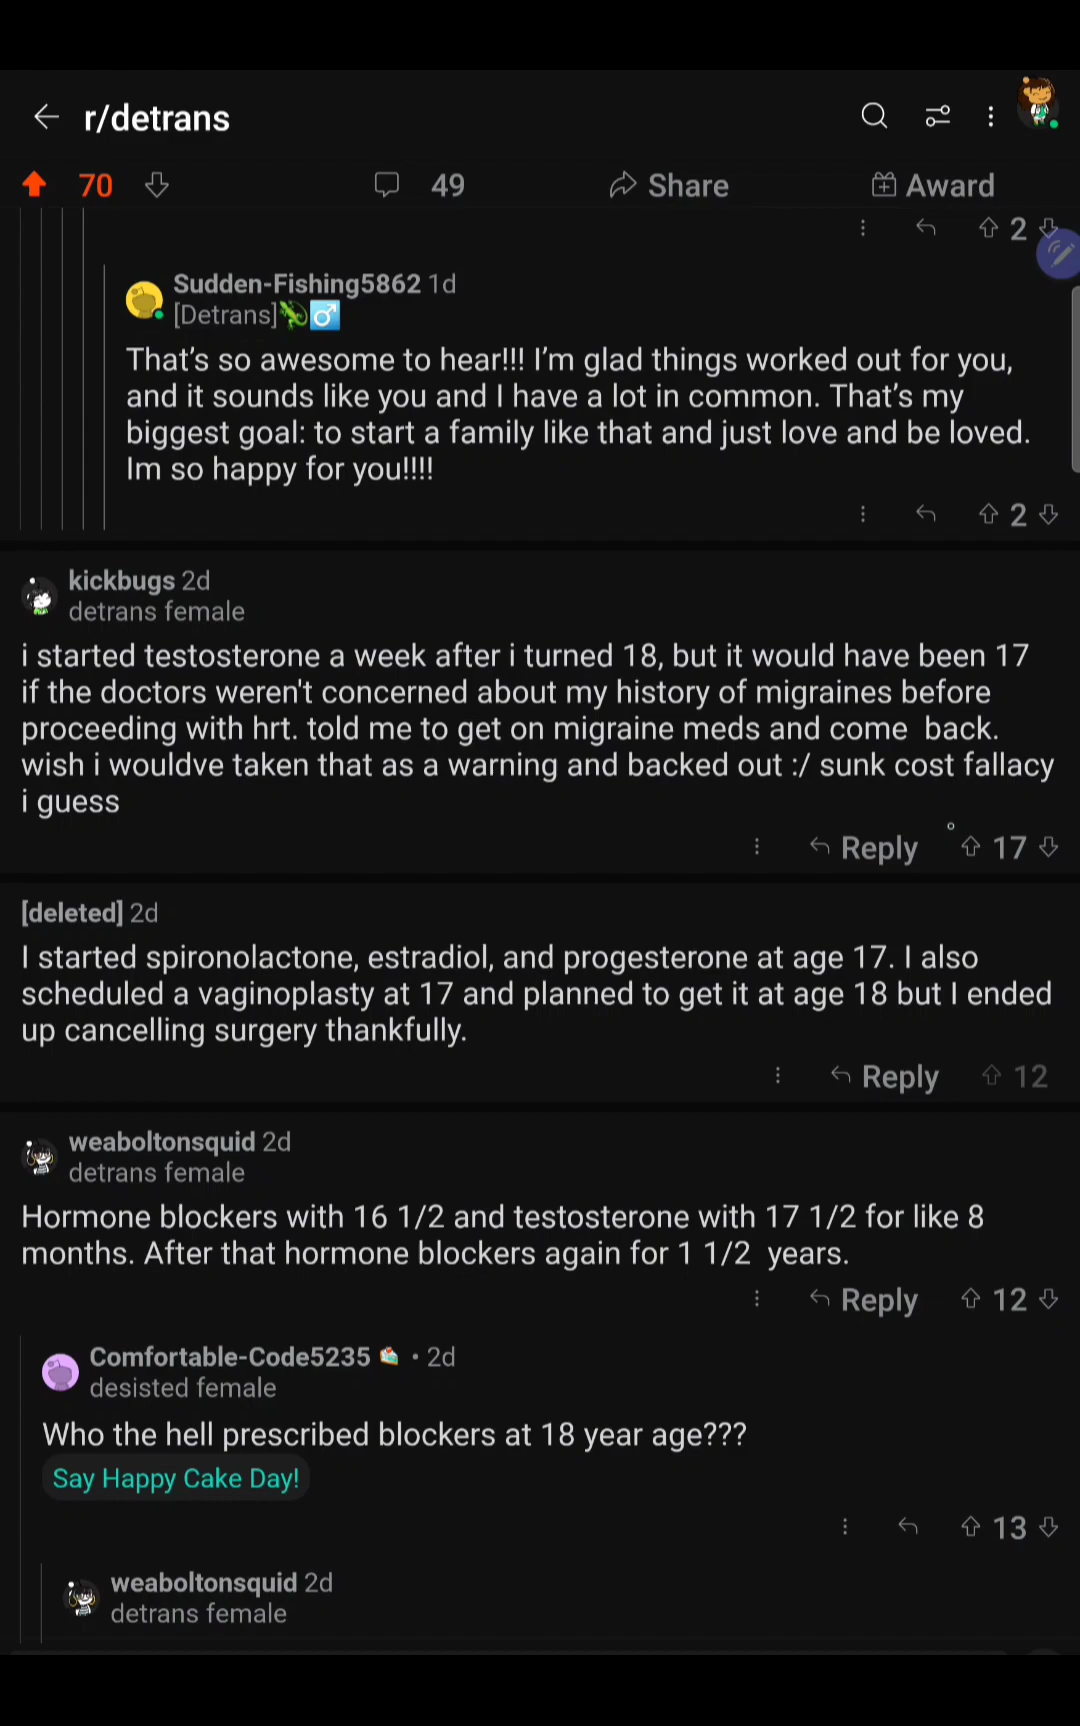 r/detrans
70 49 Share Award
2
Sudden-Fishing5862 1d
[Detrans]🦎♂️
That's so awesome to hear!!! I'm glad things worked out for you,
and it sounds like you and I have a lot in common. That's my
biggest goal: to start a family like that and just love and be loved.
Im so happy for you!!!!
2
kickbugs 2d
detrans female
i started testosterone a week after i turned 18, but it would have been 17
if the doctors weren't concerned about my history of migraines before
proceeding with hrt. told me to get on migraine meds and come  back.
wish i wouldve taken that as a warning and backed out :/ sunk cost fallacy
i guess
Reply 17
[deleted] 2d
I started spironolactone, estradiol, and progesterone at age 17. I also
scheduled a vaginoplasty at 17 and planned to get it at age 18 but I ended
up cancelling surgery thankfully.
Reply 12
weaboltonsquid 2d
detrans female
Hormone blockers with 16 1/2 and testosterone with 17 1/2 for like 8
months. After that hormone blockers again for 1 1/2  years.
Reply 12
Comfortable-Code5235 🍰 • 2d
desisted female
Who the hell prescribed blockers at 18 year age???
Say Happy Cake Day!
13
weaboltonsquid 2d
detrans female